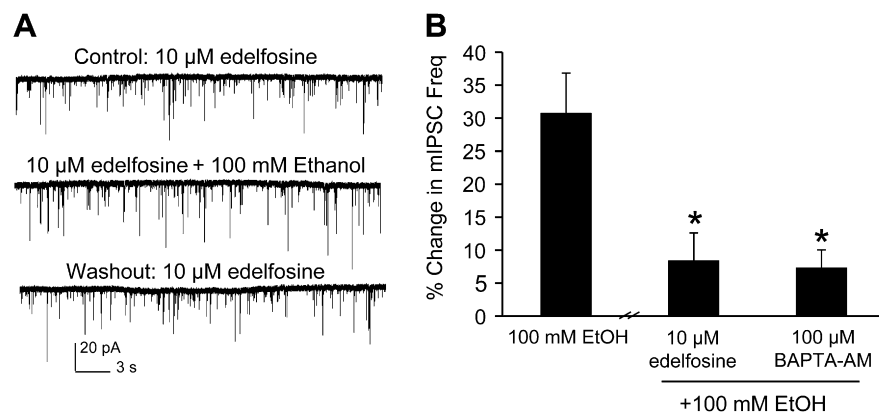 A
Control: 10 µM edelfosine
10 µM edelfosine + 100 mM Ethanol
Washout: 10 µM edelfosine
20 pA
3 s
B
% Change in mIPSC Freq
40
35
30
25
20
15
10
5
0
*
*
100 mM EtOH
10 µM
edelfosine
100 µM
BAPTA-AM
+100 mM EtOH